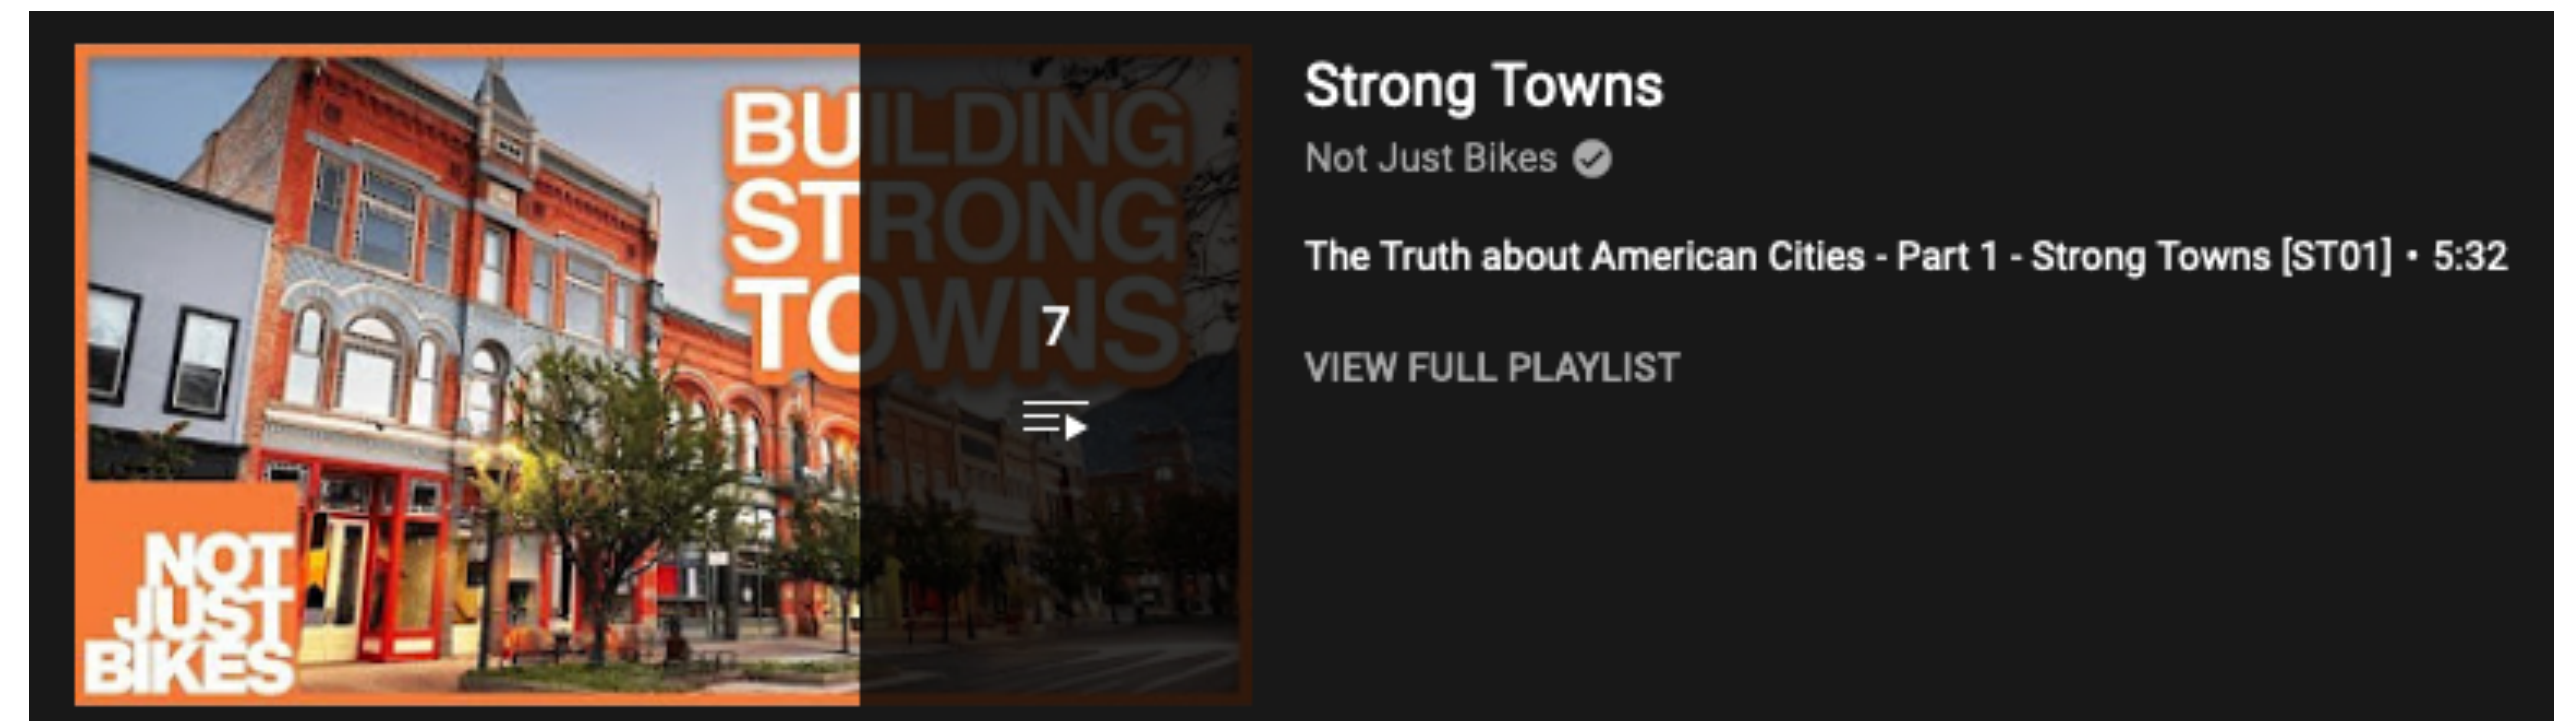 BUILDING
STRONG
TOWNS
7
NOT
JUST
BIKES
Strong Towns
Not Just Bikes
The Truth about American Cities - Part 1 - Strong Towns [ST01] • 5:32
VIEW FULL PLAYLIST